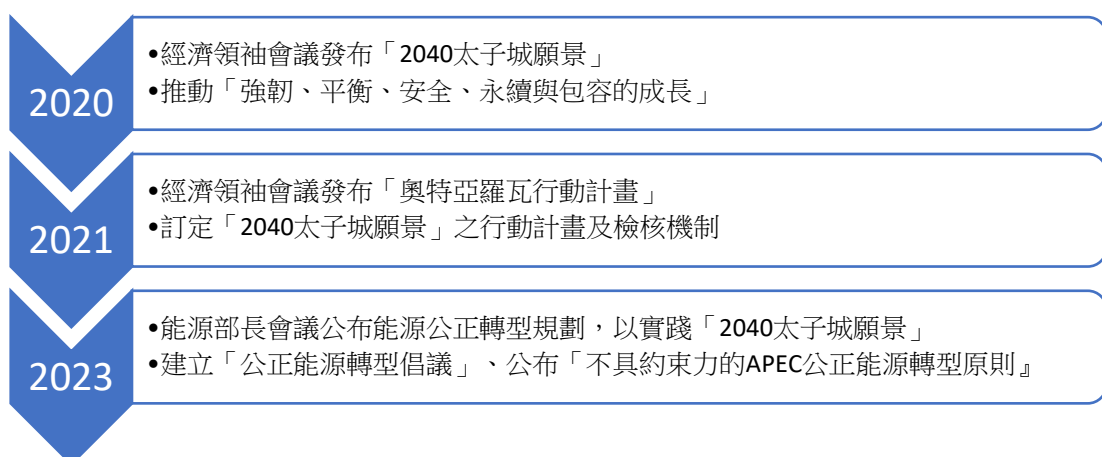 2020
•經濟領袖會議發布「2040太子城願景」
•推動「強韌、平衡、安全、永續與包容的成長」
2021
•經濟領袖會議發布「奧特亞羅瓦行動計畫」
•訂定「2040太子城願景」之行動計畫及檢核機制
2023
•能源部長會議公布能源公正轉型規劃，以實踐「2040太子城願景」
•建立「公正能源轉型倡議」、公布「不具約束力的APEC公正能源轉型原則』